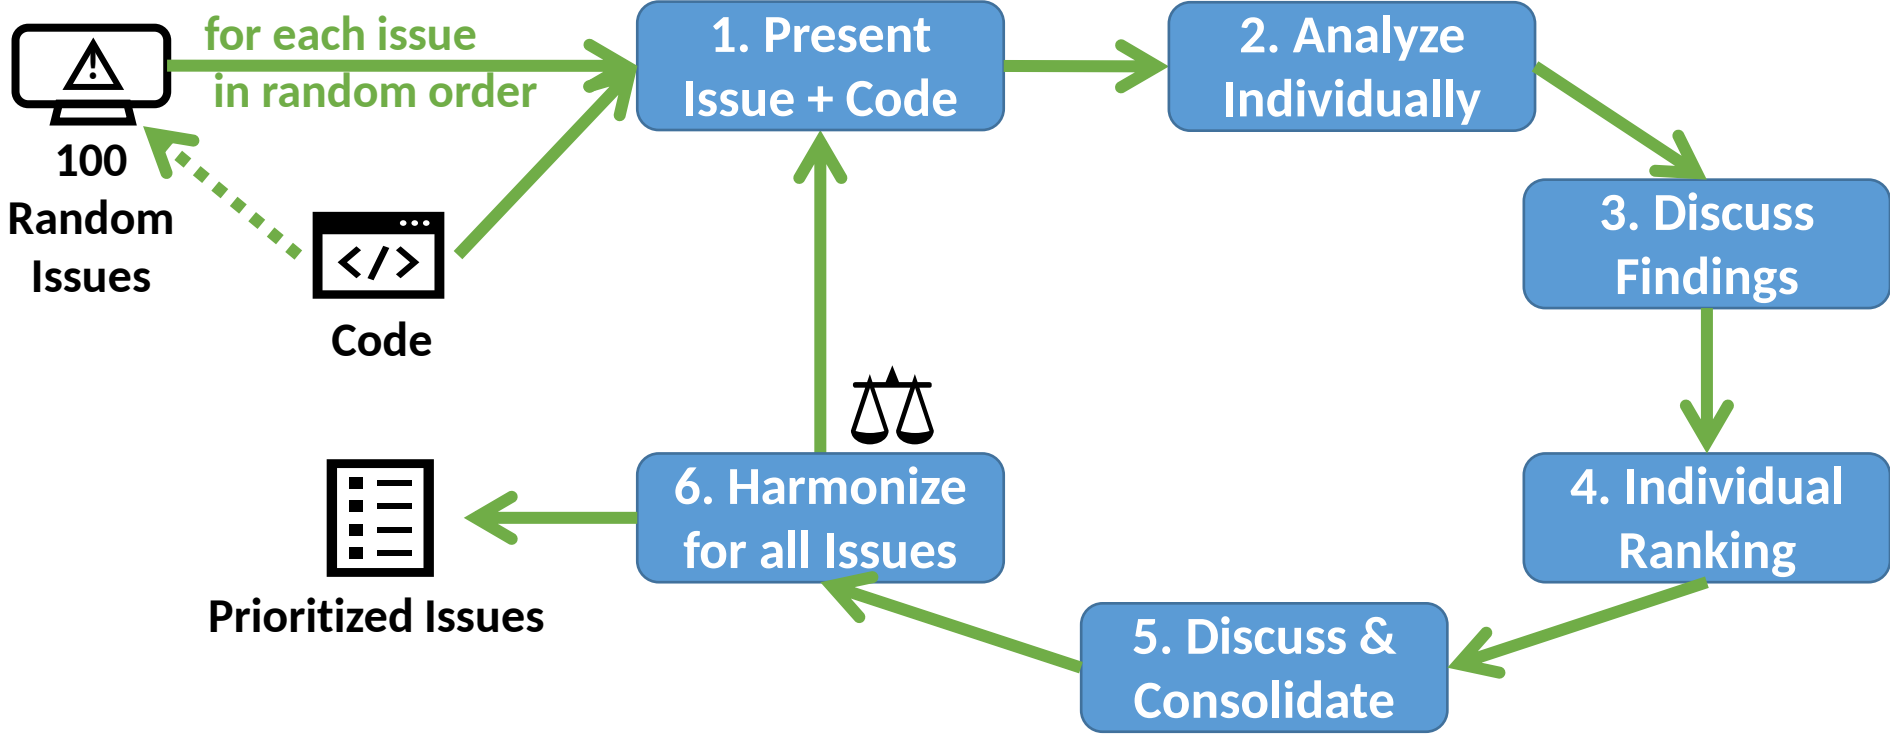 for each issue
in random order
100
Random
Issues
</>
Code
1. Present
Issue + Code
2. Analyze
Individually
3. Discuss
Findings
4. Individual
Ranking
5. Discuss &
Consolidate
6. Harmonize
for all Issues
Prioritized Issues